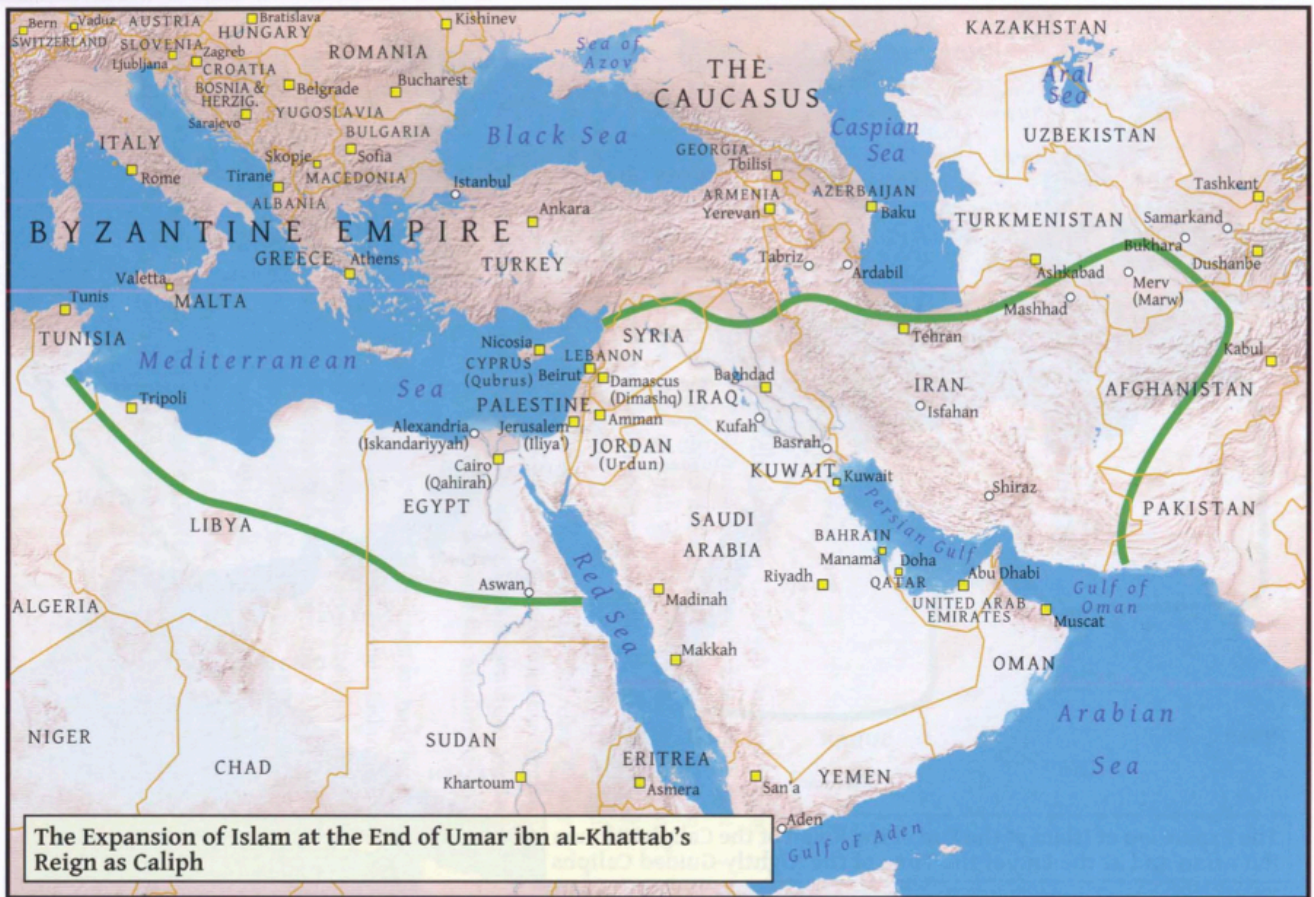 Bern
Vaduz
AUSTRIA
Bratislava
HUNGARY
Kishinev
KAZAKHSTAN
SWITZERLAND
SLOVENIA
Zagreb
Ljubljana
CROATIA
ROMANIA
Sea of
Azov
THE
CAUCASUS
Aral
Sea
BOSNIA &
HERZIG.
Belgrade
Bucharest
Sarajevo
YUGOSLAVIA
BULGARIA
Black Sea
Caspian
Sea
UZBEKISTAN
ITALY
Rome
Skopje
Sofia
GEORGIA
Tbilisi
Tirane
MACEDONIA
ALBANIA
Istanbul
ARMENIA
Yerevan
AZERBAIJAN
Baku
Tashkent
TURKMENISTAN
Samarkand
Bukhara
Dushanbe
BYZANTINE EMPIRE
Ankara
GREECE
Athens
TURKEY
Tabriz
Ardabil
Ashkabad
Merv
(Marw)
Mashhad
Valetta
MALTA
Tunis
TUNISIA
Mediterranean
Sea
Nicosia
CYPRUS
(Qubrus)
SYRIA
LEBANON
Beirut
Damascus
(Dimashq)
Tehran
Kabul
Tripoli
PALESTINE
Baghdad
IRAQ
IRAN
Isfahan
AFGHANISTAN
Alexandria
(Iskandariyyah)
Jerusalem
(Iliya')
Amman
Kufah
JORDAN
(Urdun)
Basrah
Cairo
(Qahirah)
KUWAIT
Kuwait
Shiraz
PAKISTAN
LIBYA
EGYPT
SAUDI
ARABIA
Persian Gulf
BAHRAIN
Manama
Doha
QATAR
Riyadh
Abu Dhabi
UNITED ARAB
EMIRATES
Gulf of
Oman
Muscat
ALGERIA
Aswan
Red Sea
Madinah
Makkah
OMAN
Arabian
Sea
NIGER
CHAD
SUDAN
Khartoum
ERITREA
Asmera
San'a
YEMEN
Aden
Gulf oF Aden
The Expansion of Islam at the End of Umar ibn al-Khattab's
Reign as Caliph